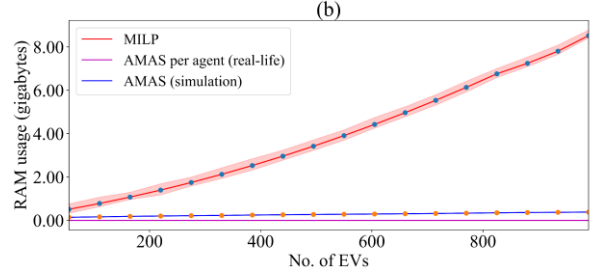 (b)
MILP
AMAS per agent (real-life)
AMAS (simulation)
RAM usage (gigabytes)
8.00
6.00
4.00
2.00
0.00
200
400
600
800
No. of EVs